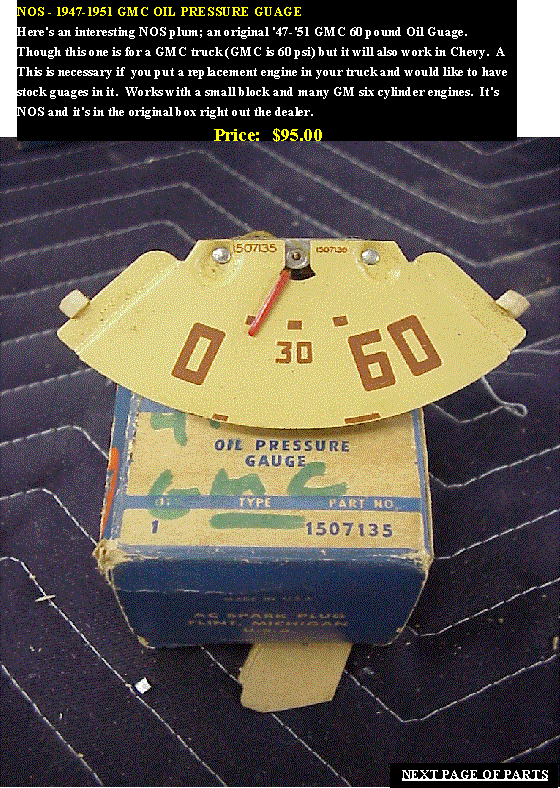 NOS - 1947-1951 GMC OIL PRESSURE GUAGE
Here's an interesting NOS plum; an original '47-'51 GMC 60 pound Oil Guage.
Though this one is for a GMC truck (GMC is 60 psi) but it will also work in Chevy. A
This is necessary if you put a replacement engine in your truck and would like to have
stock guages in it. Works with a small block and many GM six cylinder engines. It's
NOS and it's in the original box right out the dealer.
Price: $95.00
1507135 1507135
0 30 60
OIL PRESSURE
GAUGE
GMC
TYPE PART NO.
1 1507135
MADE IN U.S.A.
AC SPARK PLUG
FLINT, MICHIGAN
U.S.A.
NEXT PAGE OF PARTS